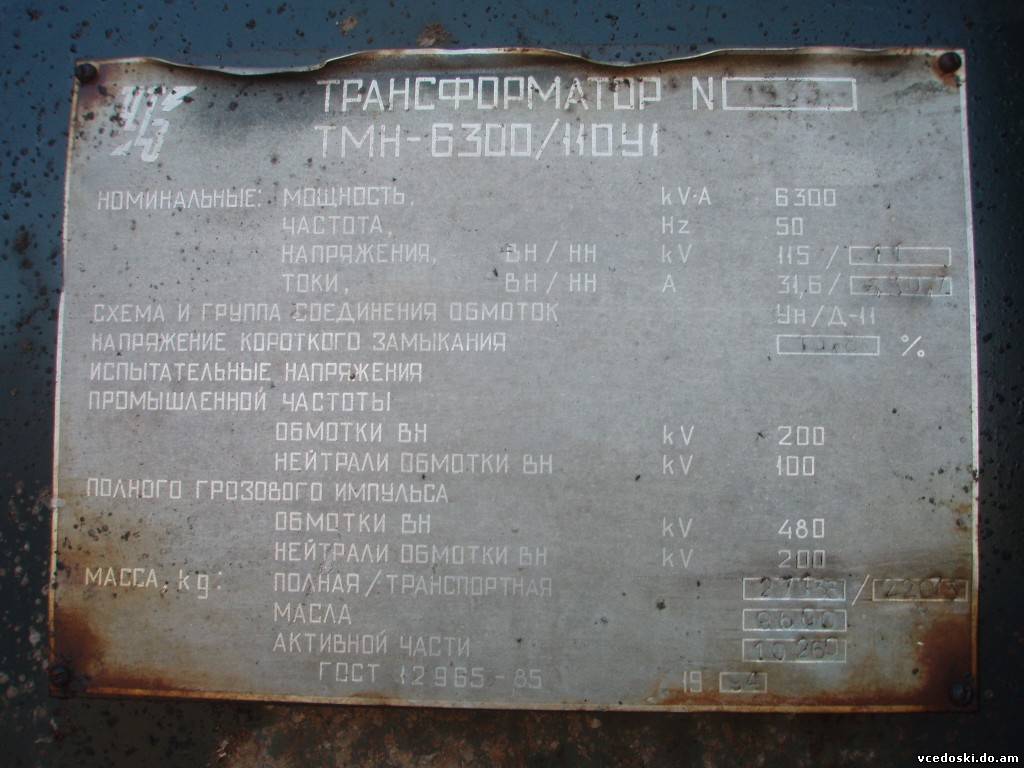 ТРАНСФОРМАТОР N
ТМН-6300/110У1
НОМИНАЛЬНЫЕ: МОЩНОСТЬ, kV·A 6300
ЧАСТОТА, Hz 50
НАПРЯЖЕНИЯ, ВН / НН kV 115 / 11
ТОКИ, ВН / НН А 31,6 /
СХЕМА И ГРУППА СОЕДИНЕНИЯ ОБМОТОК Ун/Д-11
НАПРЯЖЕНИЕ КОРОТКОГО ЗАМЫКАНИЯ %
ИСПЫТАТЕЛЬНЫЕ НАПРЯЖЕНИЯ
ПРОМЫШЛЕННОЙ ЧАСТОТЫ
ОБМОТКИ ВН kV 200
НЕЙТРАЛИ ОБМОТКИ ВН kV 100
ПОЛНОГО ГРОЗОВОГО ИМПУЛЬСА
ОБМОТКИ ВН kV 480
НЕЙТРАЛИ ОБМОТКИ ВН kV 200
МАССА, kg: ПОЛНАЯ / ТРАНСПОРТНАЯ /
МАСЛА
АКТИВНОЙ ЧАСТИ 10260
ГОСТ 12965-85 19 94
vcedoski.do.am